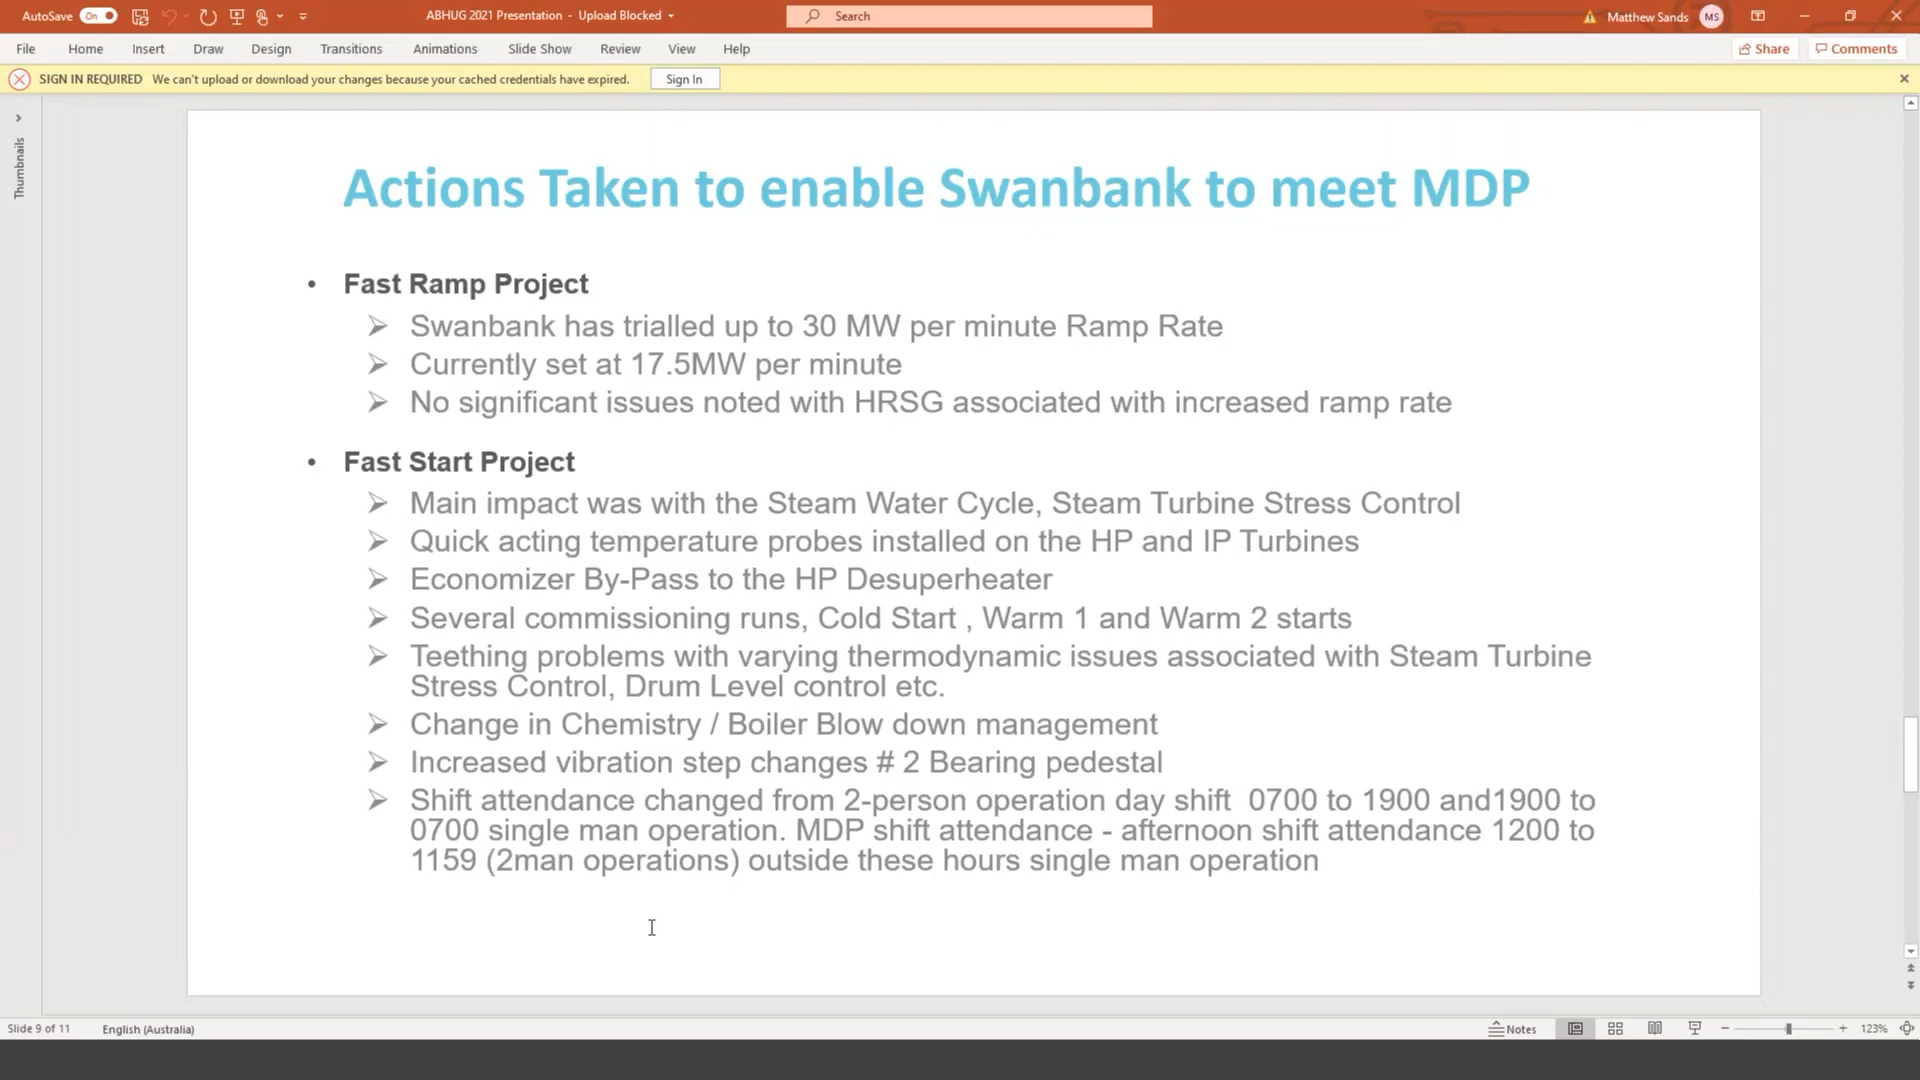 AutoSave On ABHUG 2021 Presentation - Upload Blocked Search Matthew Sands MS
File Home Insert Draw Design Transitions Animations Slide Show Review View Help Share Comments
SIGN IN REQUIRED We can't upload or download your changes because your cached credentials have expired. Sign In
Thumbnails
Actions Taken to enable Swanbank to meet MDP
• Fast Ramp Project
➢ Swanbank has trialled up to 30 MW per minute Ramp Rate
➢ Currently set at 17.5MW per minute
➢ No significant issues noted with HRSG associated with increased ramp rate
• Fast Start Project
➢ Main impact was with the Steam Water Cycle, Steam Turbine Stress Control
➢ Quick acting temperature probes installed on the HP and IP Turbines
➢ Economizer By-Pass to the HP Desuperheater
➢ Several commissioning runs, Cold Start , Warm 1 and Warm 2 starts
➢ Teething problems with varying thermodynamic issues associated with Steam Turbine
Stress Control, Drum Level control etc.
➢ Change in Chemistry / Boiler Blow down management
➢ Increased vibration step changes # 2 Bearing pedestal
➢ Shift attendance changed from 2-person operation day shift 0700 to 1900 and1900 to
0700 single man operation. MDP shift attendance - afternoon shift attendance 1200 to
1159 (2man operations) outside these hours single man operation
Slide 9 of 11 English (Australia) Notes 123%